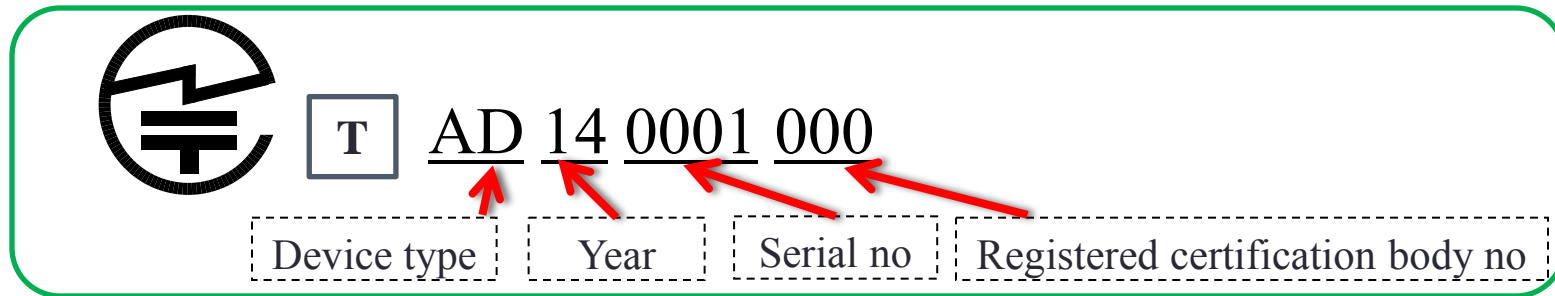 T AD 14 0001 000
Device type Year Serial no Registered certification body no